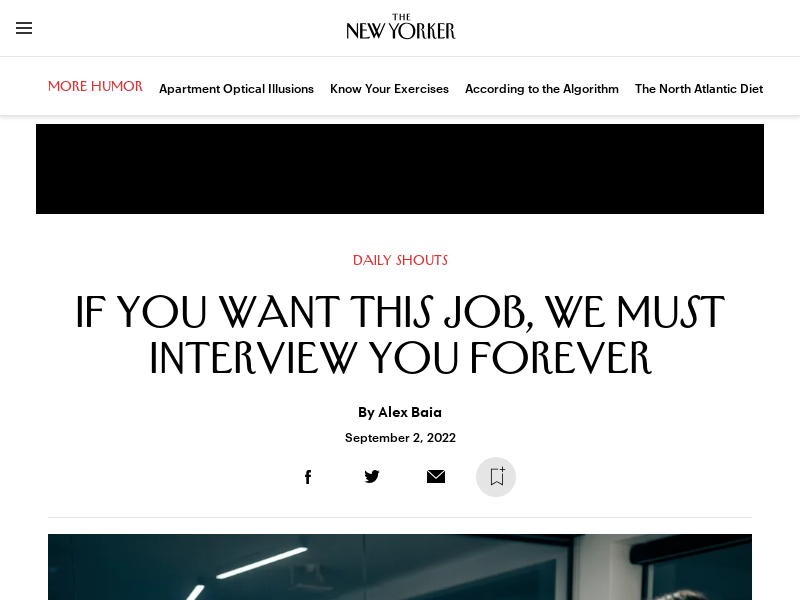 THE
NEW YORKER
MORE HUMOR Apartment Optical Illusions Know Your Exercises According to the Algorithm The North Atlantic Diet
DAILY SHOUTS
IF YOU WANT THIS JOB, WE MUST
INTERVIEW YOU FOREVER
By Alex Baia
September 2, 2022